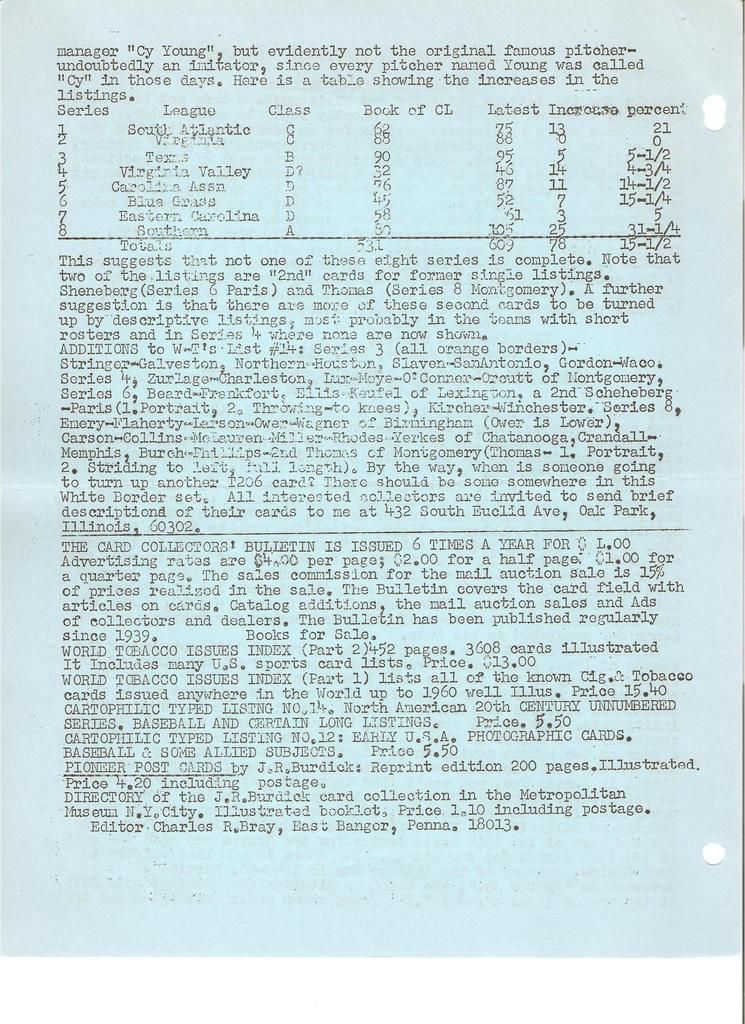 manager "Cy Young", but evidently not the original famous pitcher-
undoubtedly an imitator, since every pitcher named Young was called
"Cy" in those days. Here is a table showing the increases in the
listings.
Series League Class Book of CL Latest Increase percent
1 South Atlantic C 62 75 13 21
2 Virginia C 88 88 0 0
3 Texas B 90 95 5 5-1/2
4 Virginia Valley D? 32 46 14 4-3/4
5 Carolina Assn D 76 87 11 14-1/2
6 Blue Grass D 45 52 7 15-1/4
7 Eastern Carolina D 58 61 3 5
8 Southern A 80 105 25 31-1/4
Totals 531 609 78 15-1/2
This suggests that not one of these eight series is complete. Note that
two of the listings are "2nd" cards for former single listings.
Sheneberg(Series 6 Paris) and Thomas (Series 8 Montgomery). A further
suggestion is that there are more of these second cards to be turned
up by descriptive listings, most probably in the teams with short
rosters and in Series 4 where none are now shown.
ADDITIONS to W-T's List #14: Series 3 (all orange borders)-
Stringer-Galveston, Northern-Houston, Slaven-SanAntonio, Gordon-Waco.
Series 4, Zurlage-Charleston, Lux-Moye-O'Conner-Orcutt of Montgomery,
Series 6, Beard-Frankfort, Ellis-Keufel of Lexington, a 2nd Scheheberg
-Paris(1.Portrait, 2. Throwing-to knees), Kircher-Winchester. Series 8,
Emery-Flaherty-Larson-Ower-Wagner of Birmingham (Ower is Lower),
Carson-Collins-McLauren-Miller-Rhodes-Yerkes of Chatanooga,Crandall-
Memphis, Burch-Phillips-2nd Thomas of Montgomery(Thomas- 1. Portrait,
2. Striding to left, full length). By the way, when is someone going
to turn up another T206 card? There should be some somewhere in this
White Border set. All interested collectors are invited to send brief
descriptiond of their cards to me at 432 South Euclid Ave, Oak Park,
Illinois, 60302.
THE CARD COLLECTORS' BULLETIN IS ISSUED 6 TIMES A YEAR FOR $ 1.00
Advertising rates are $4.00 per page; $2.00 for a half page. $1.00 for
a quarter page. The sales commission for the mail auction sale is 15%
of prices realized in the sale. The Bulletin covers the card field with
articles on cards. Catalog additions, the mail auction sales and Ads
of collectors and dealers. The Bulletin has been published regularly
since 1939. Books for Sale.
WORLD TOBACCO ISSUES INDEX (Part 2)452 pages. 3608 cards illustrated
It Includes many U.S. sports card lists. Price. $13.00
WORLD TOBACCO ISSUES INDEX (Part 1) lists all of the known Cig.& Tobacco
cards issued anywhere in the World up to 1960 well Illus. Price 15.40
CARTOPHILIC TYPED LISTNG NO.14. North American 20th CENTURY UNNUMBERED
SERIES. BASEBALL AND CERTAIN LONG LISTINGS. Price. 5.50
CARTOPHILIC TYPED LISTING NO.12: EARLY U.S.A. PHOTOGRAPHIC CARDS.
BASEBALL & SOME ALLIED SUBJECTS. Price 5.50
PIONEER POST CARDS by J.R.Burdick: Reprint edition 200 pages.Illustrated.
Price 4.20 including postage.
DIRECTORY of the J.R.Burdick card collection in the Metropolitan
Museum N.Y.City. Illustrated booklet. Price 1.10 including postage.
Editor Charles R.Bray, East Bangor, Penna. 18013.